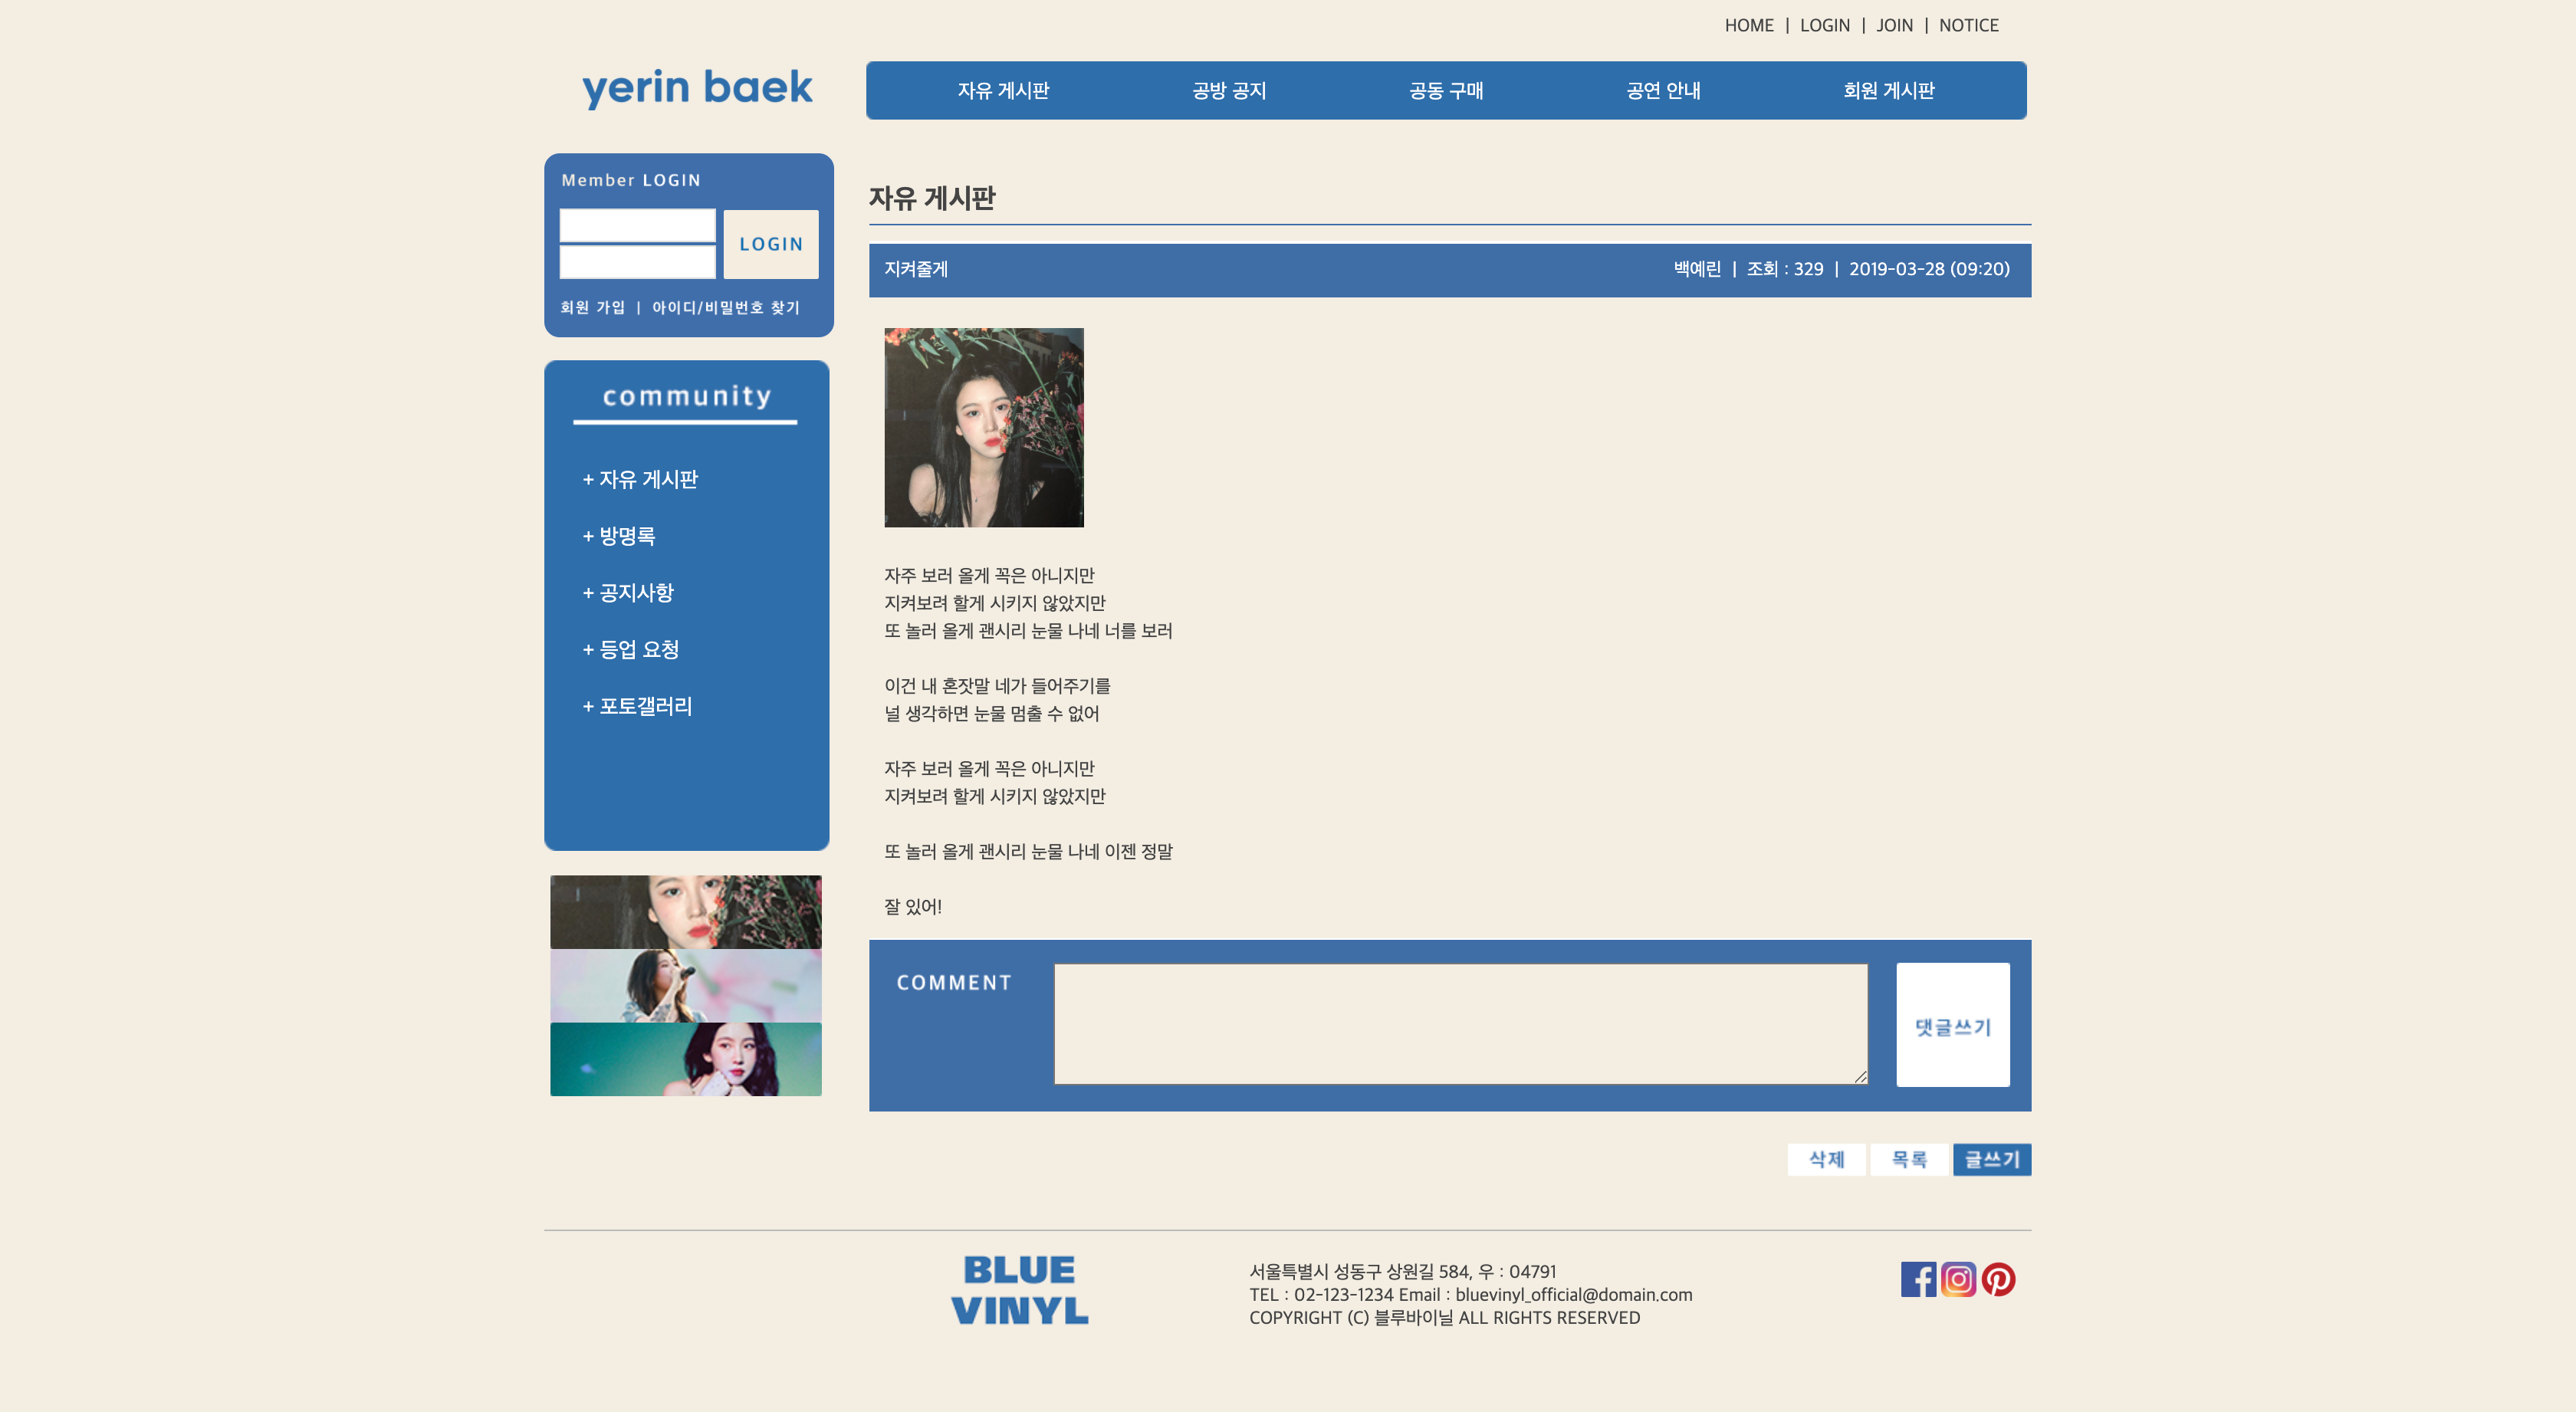 HOME | LOGIN | JOIN | NOTICE
yerin baek
자유 게시판 공방 공지 공동 구매 공연 안내 회원 게시판
Member LOGIN
LOGIN
회원 가입 | 아이디/비밀번호 찾기
community
+ 자유 게시판
+ 방명록
+ 공지사항
+ 등업 요청
+ 포토갤러리
자유 게시판
지켜줄게 백예린 | 조회 : 329 | 2019-03-28 (09:20)
자주 보러 올게 꼭은 아니지만
지켜보려 할게 시키지 않았지만
또 놀러 올게 괜시리 눈물 나네 너를 보러
이건 내 혼잣말 네가 들어주기를
널 생각하면 눈물 멈출 수 없어
자주 보러 올게 꼭은 아니지만
지켜보려 할게 시키지 않았지만
또 놀러 올게 괜시리 눈물 나네 이젠 정말
잘 있어!
COMMENT
댓글쓰기
삭제 목록 글쓰기
BLUE
VINYL
서울특별시 성동구 상원길 584, 우 : 04791
TEL : 02-123-1234 Email : bluevinyl_official@domain.com
COPYRIGHT (C) 블루바이닐 ALL RIGHTS RESERVED